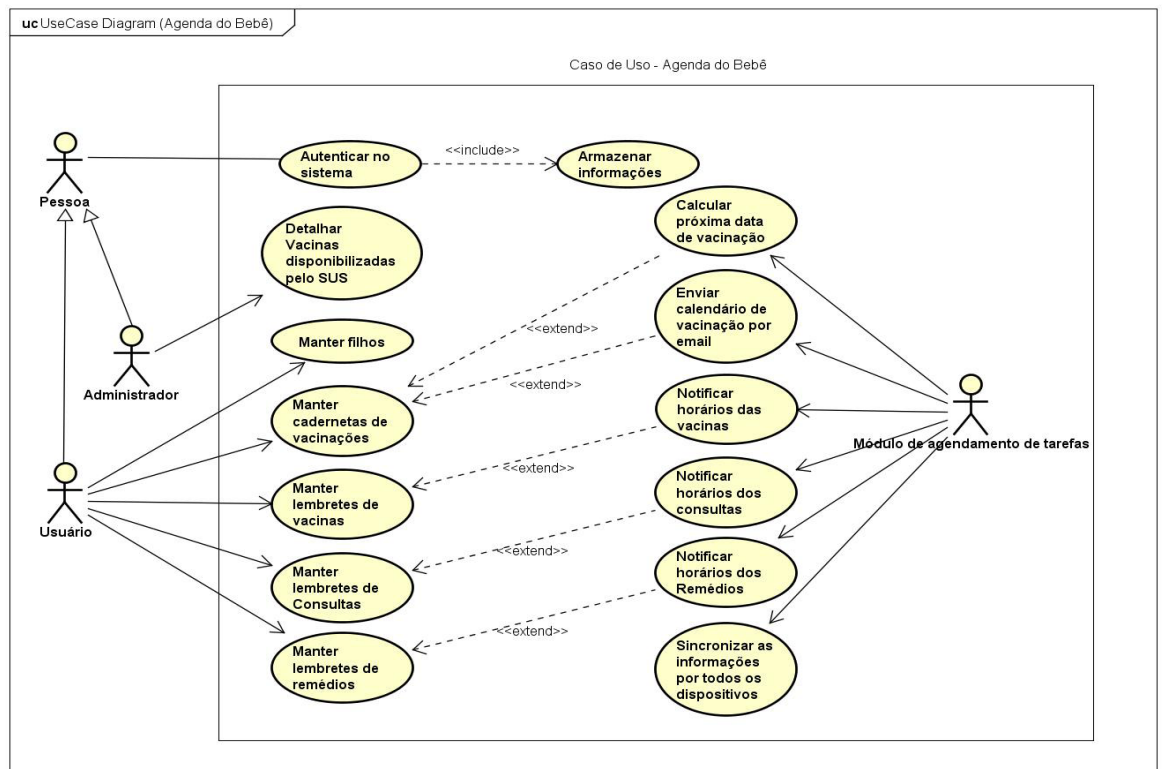 uc UseCase Diagram (Agenda do Bebê)
Caso de Uso - Agenda do Bebê
Pessoa
Autenticar no
sistema
<<include>>
Armazenar
informações
Detalhar
Vacinas
disponibilizadas
pelo SUS
Calcular
próxima data
de vacinação
Administrador
Manter filhos
<<extend>>
Enviar
calendário de
vacinação por
email
Manter
cadernetas de
vacinações
<<extend>>
Notificar
horários das
vacinas
Módulo de agendamento de tarefas
Usuário
Manter
lembretes de
vacinas
<<extend>>
Notificar
horários dos
consultas
Manter
lembretes de
Consultas
<<extend>>
Notificar
horários dos
Remédios
Manter
lembretes de
remédios
<<extend>>
Sincronizar as
informações
por todos os
dispositivos